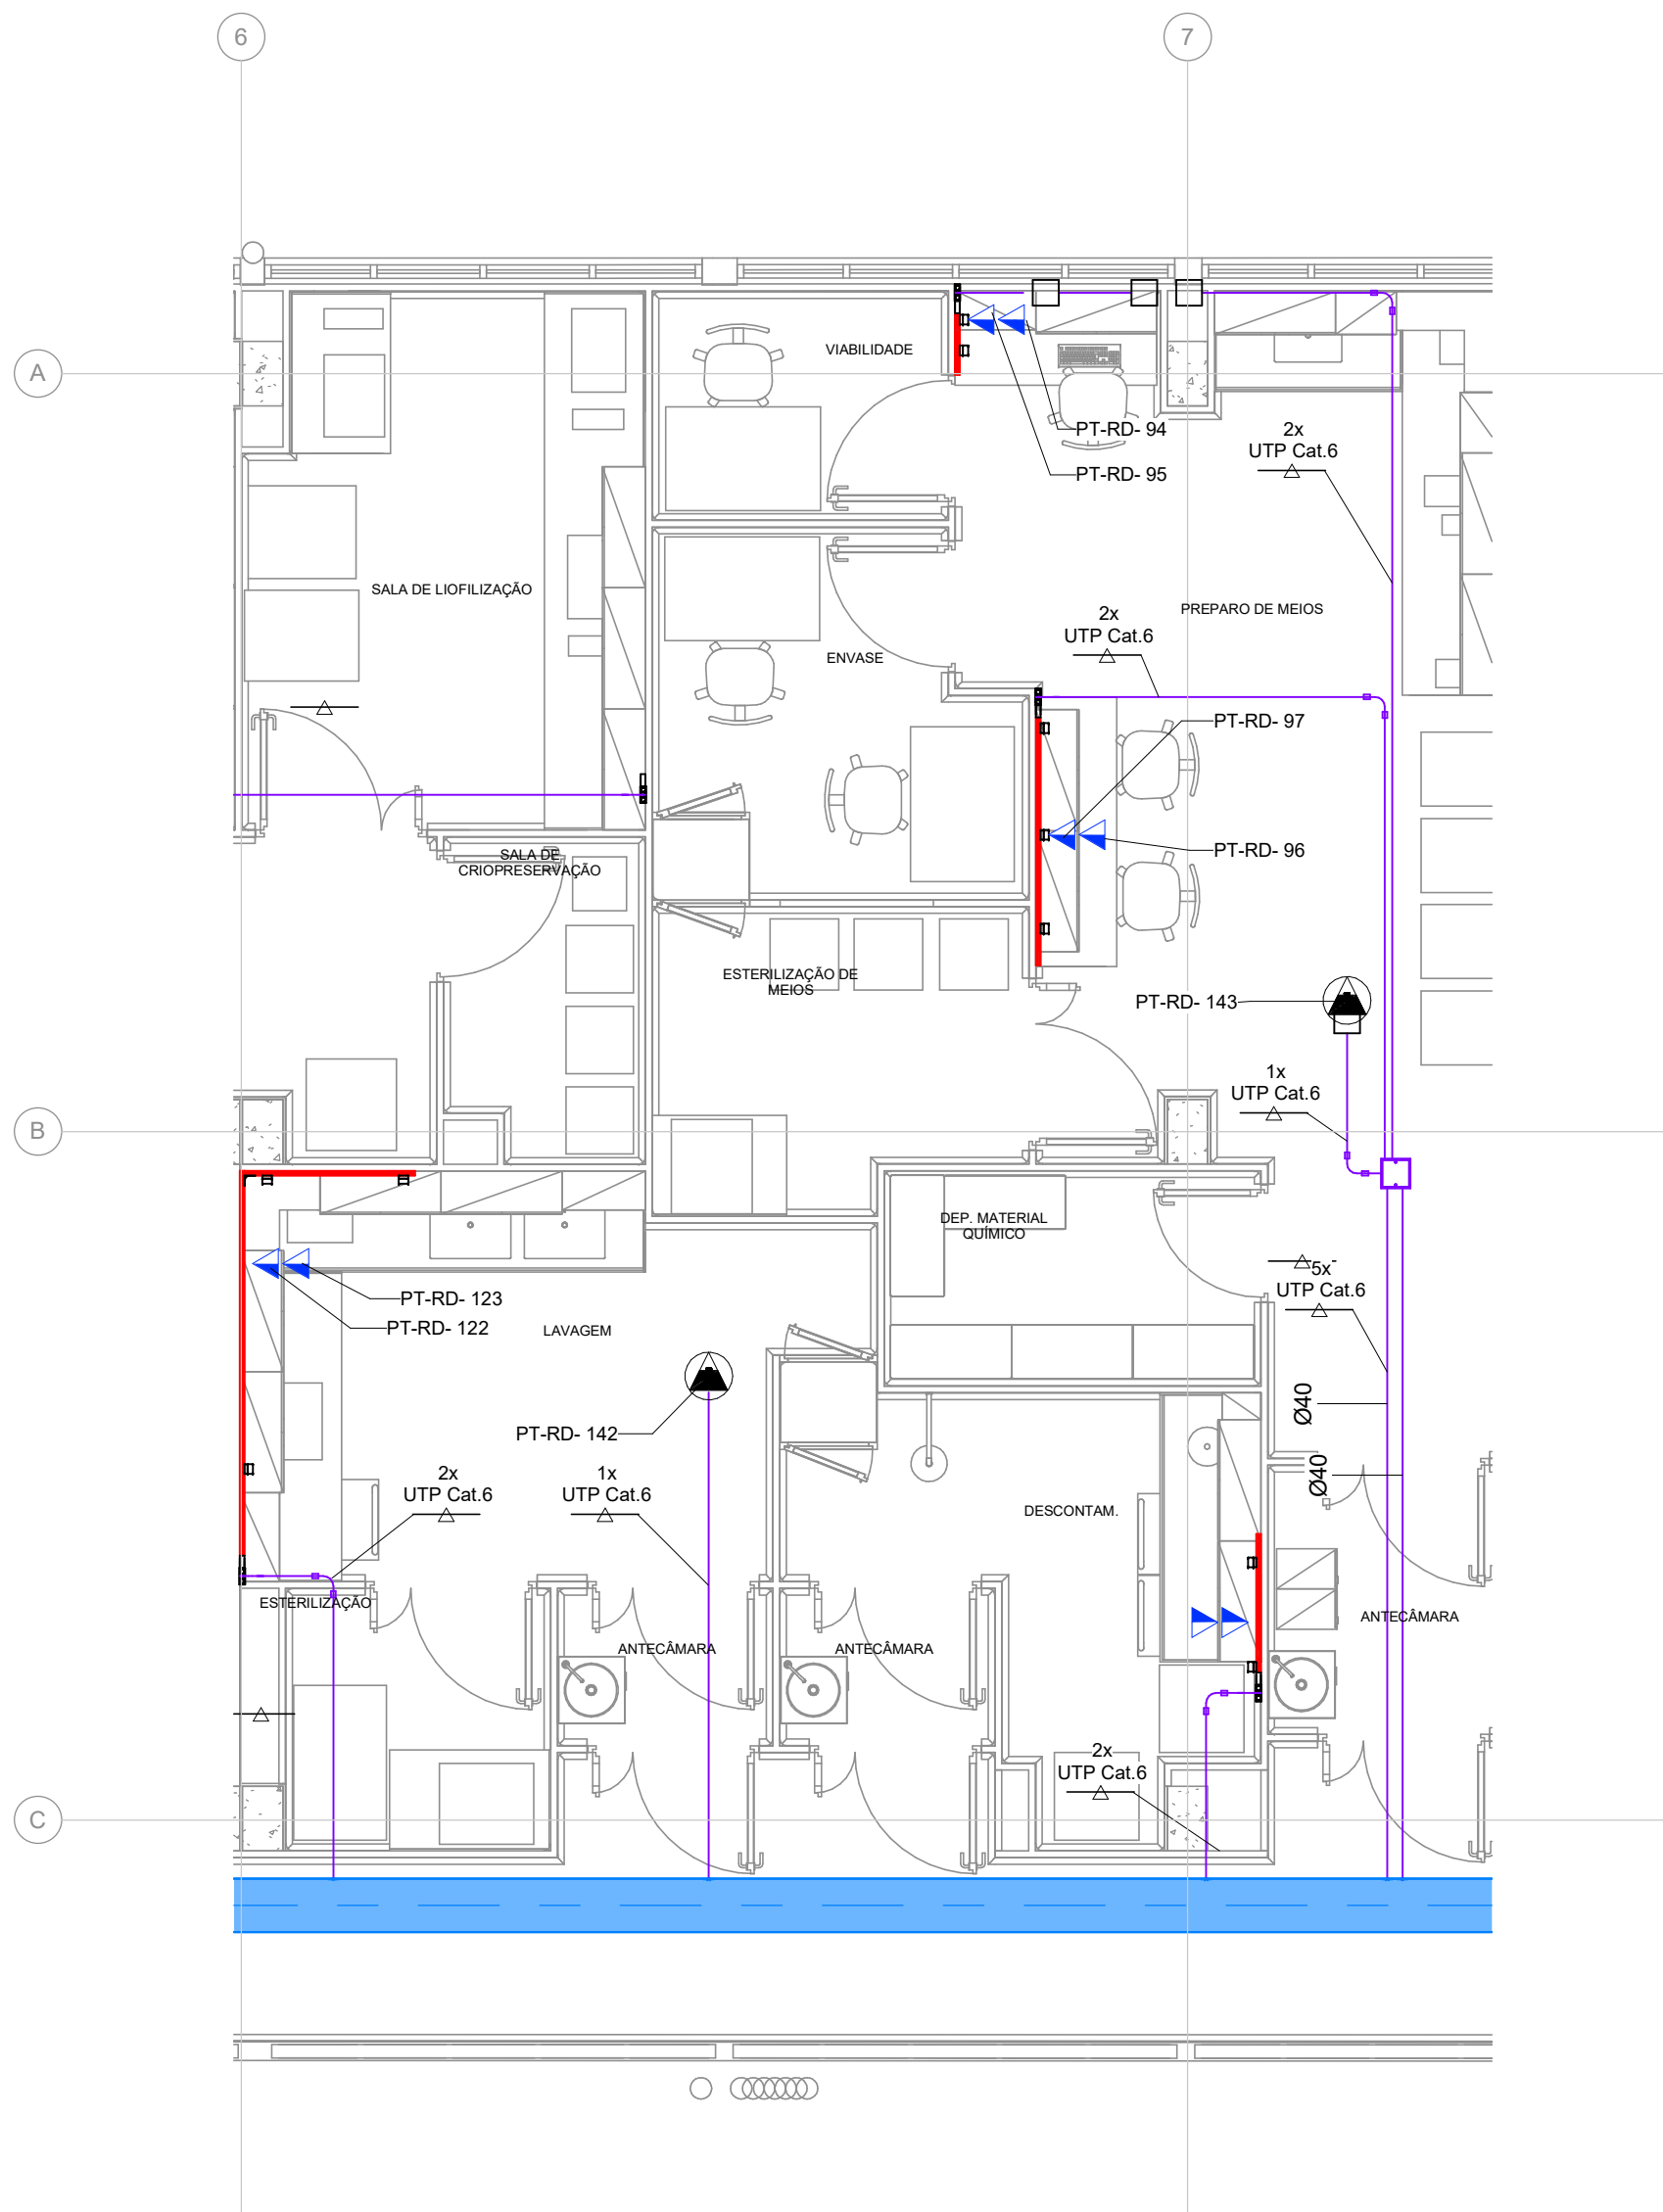 6
7
VIABILIDADE
A
PT-RD- 94
2x
UTP Cat.6
PT-RD- 95
SALA DE LIOFILIZAÇÃO
PREPARO DE MEIOS
2x
UTP Cat.6
ENVASE
PT-RD- 97
PT-RD- 96
SALA DE
CRIOPRESERVAÇÃO
ESTERILIZAÇÃO DE
MEIOS
PT-RD- 143
1x
UTP Cat.6
B
DEP. MATERIAL
QUÍMICO
5x
UTP Cat.6
PT-RD- 123
PT-RD- 122
LAVAGEM
Ø40
PT-RD- 142
Ø40
2x
UTP Cat.6
1x
UTP Cat.6
DESCONTAM.
ESTERILIZAÇÃO
ANTECÂMARA
ANTECÂMARA
ANTECÂMARA
2x
UTP Cat.6
C